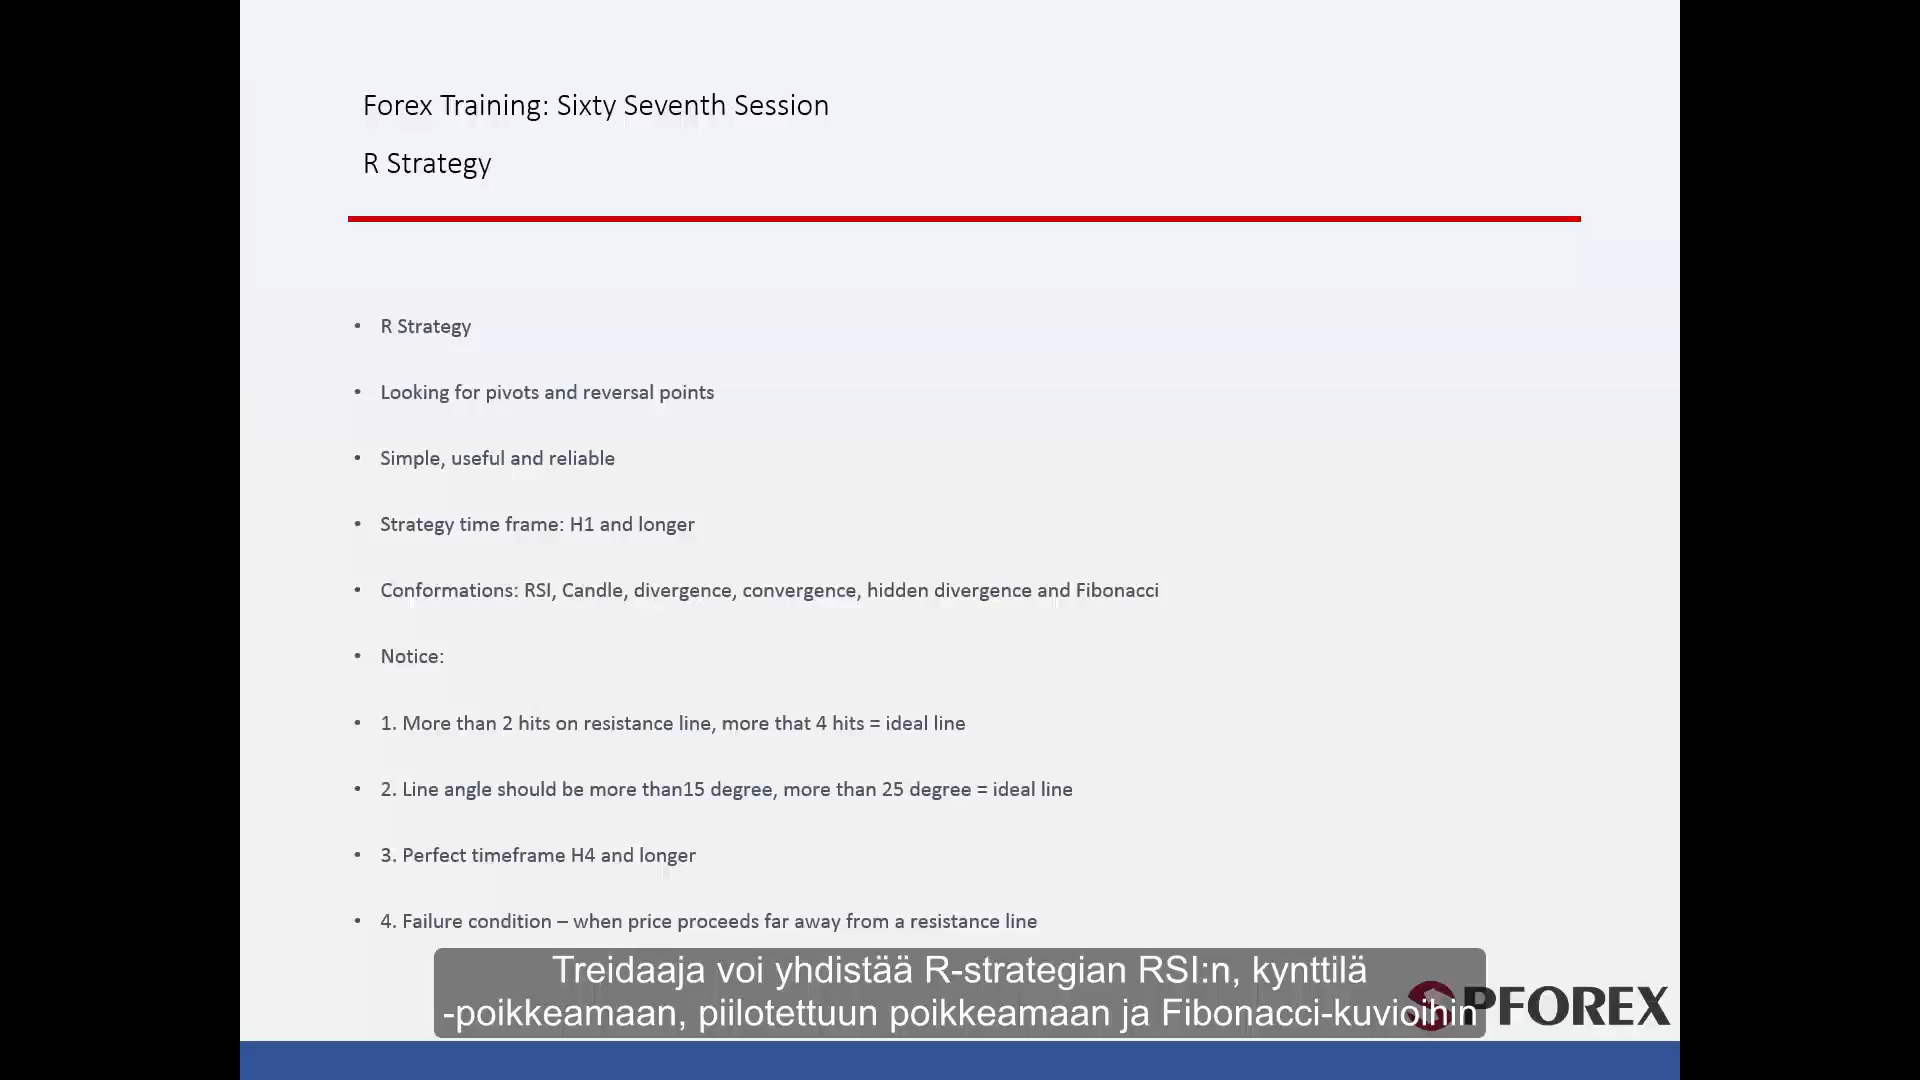 Forex Training: Sixty Seventh Session
R Strategy
• R Strategy
• Looking for pivots and reversal points
• Simple, useful and reliable
• Strategy time frame: H1 and longer
• Conformations: RSI, Candle, divergence, convergence, hidden divergence and Fibonacci
• Notice:
• 1. More than 2 hits on resistance line, more that 4 hits = ideal line
• 2. Line angle should be more than15 degree, more than 25 degree = ideal line
• 3. Perfect timeframe H4 and longer
• 4. Failure condition – when price proceeds far away from a resistance line
Treidaaja voi yhdistää R-strategian RSI:n, kynttilä
-poikkeamaan, piilotettuun poikkeamaan ja Fibonacci-kuvioihin
PFOREX